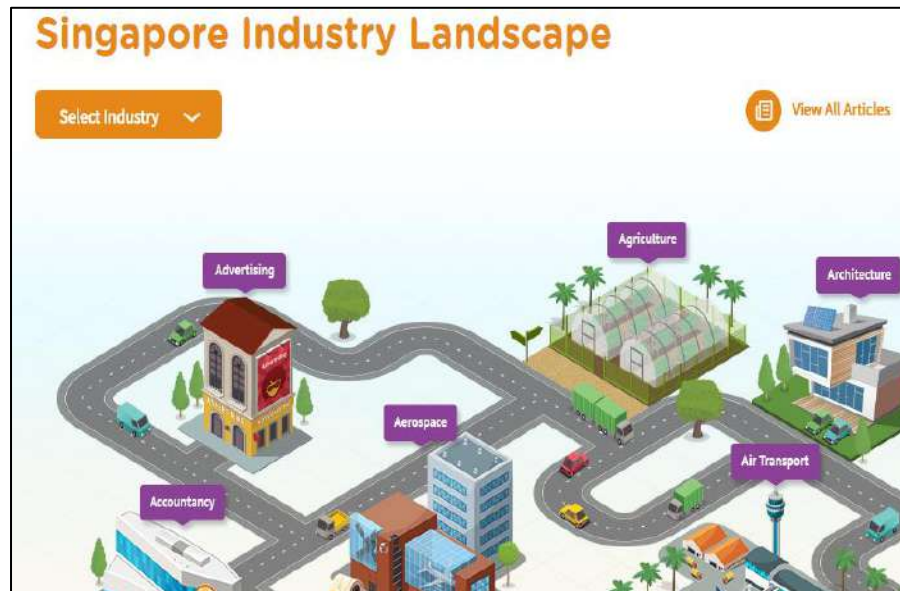 Singapore Industry Landscape
Select Industry
View All Articles
Agriculture
Advertising
Architecture
Aerospace
Air Transport
Accountancy